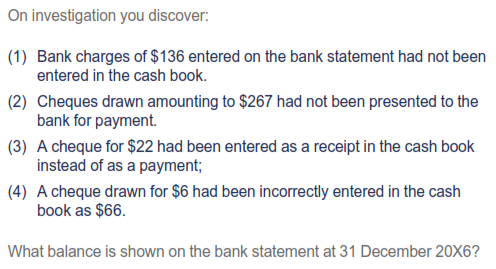 On investigation you discover:
(1) Bank charges of $136 entered on the bank statement had not been
entered in the cash book.
(2) Cheques drawn amounting to $267 had not been presented to the
bank for payment.
(3) A cheque for $22 had been entered as a receipt in the cash book
instead of as a payment;
(4) A cheque drawn for $6 had been incorrectly entered in the cash
book as $66.
What balance is shown on the bank statement at 31 December 20X6?